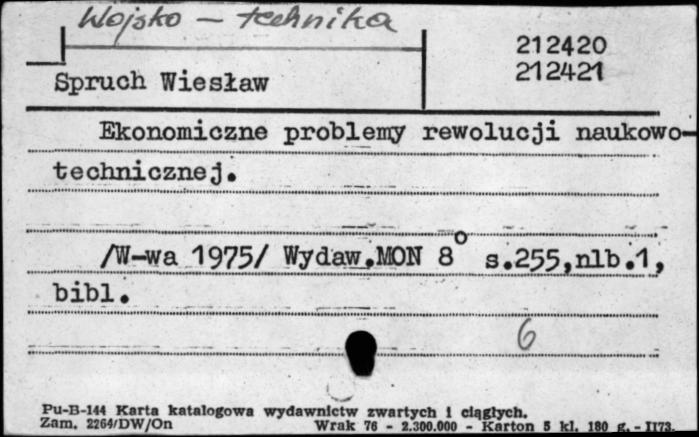 Wojsko - technika
212420
212421
Spruch Wiesław
Ekonomiczne problemy rewolucji naukowo-
technicznej.
/W-wa 1975/ Wydaw.MON 8° s.255,nlb.1,
bibl.
6
Pu-B-144 Karta katalogowa wydawnictw zwartych i ciągłych.
Zam. 2264/DW/On Wrak 76 - 2.300.000 - Karton 5 kl. 180 g. - II73.